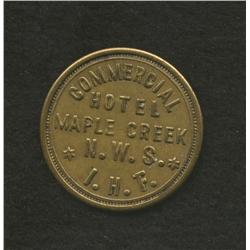 COMMERCIAL
HOTEL
MAPLE CREEK
* N.W.S. *
J.H.F.